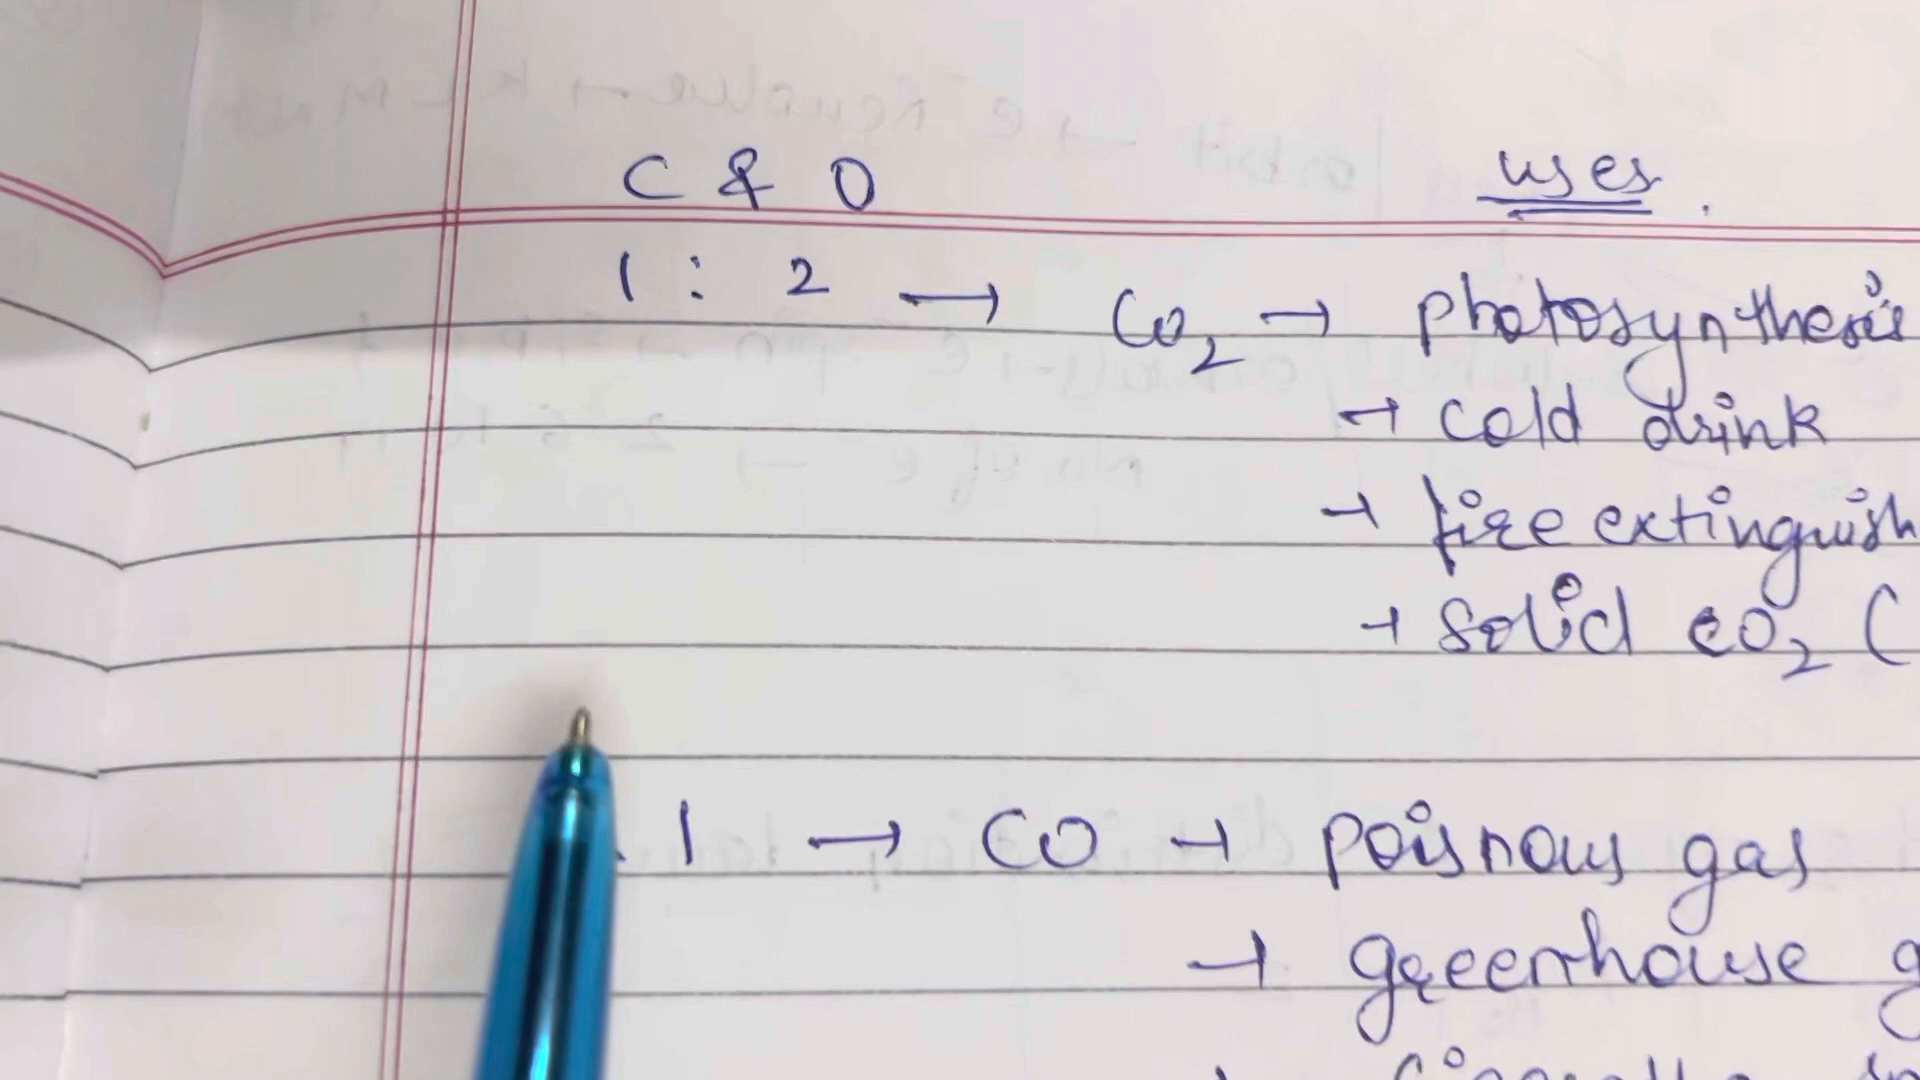 C & O uses.
1 : 2 → CO2 → photosynthesis
→ cold drink
→ fire extinguish
→ solid CO2 (
. 1 → CO → poisnous gas
→ greenhouse g